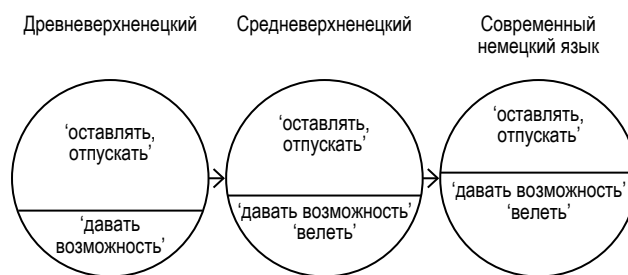 Древневерхненецкий
Средневерхненецкий
Современный
немецкий язык
‘оставлять,
отпускать’
‘давать
возможность’
‘оставлять,
отпускать’
‘давать возможность’
‘велеть’
‘оставлять,
отпускать’
‘давать возможность’
‘велеть’